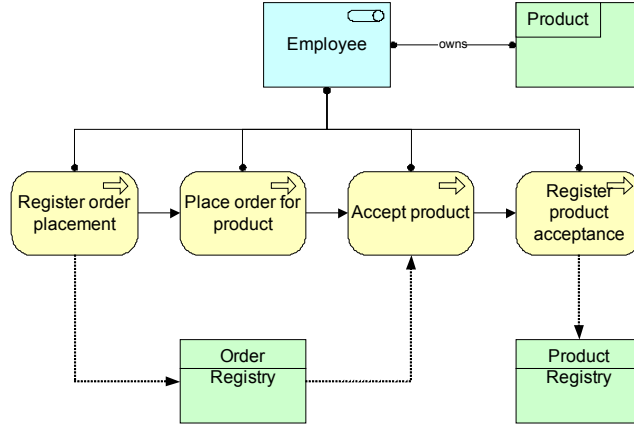 Employee
owns
Product
Register order
placement
Place order for
product
Accept product
Register
product
acceptance
Order
Registry
Product
Registry